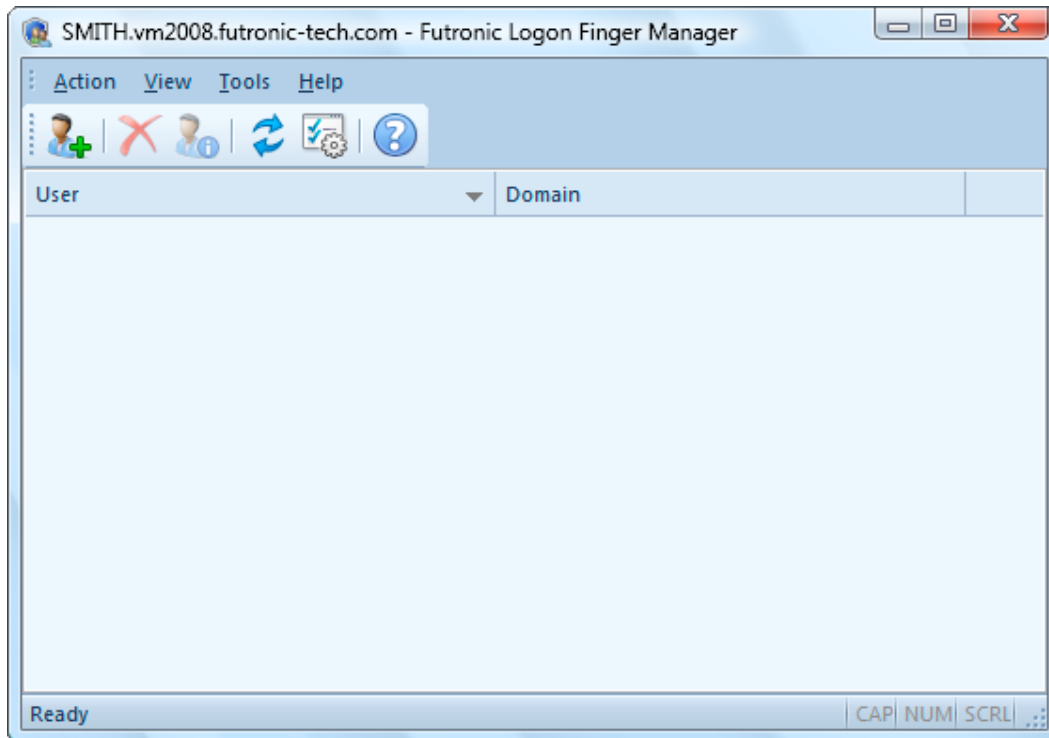 SMITH.vm2008.futronic-tech.com - Futronic Logon Finger Manager
Action View Tools Help
User Domain
Ready CAP NUM SCRL